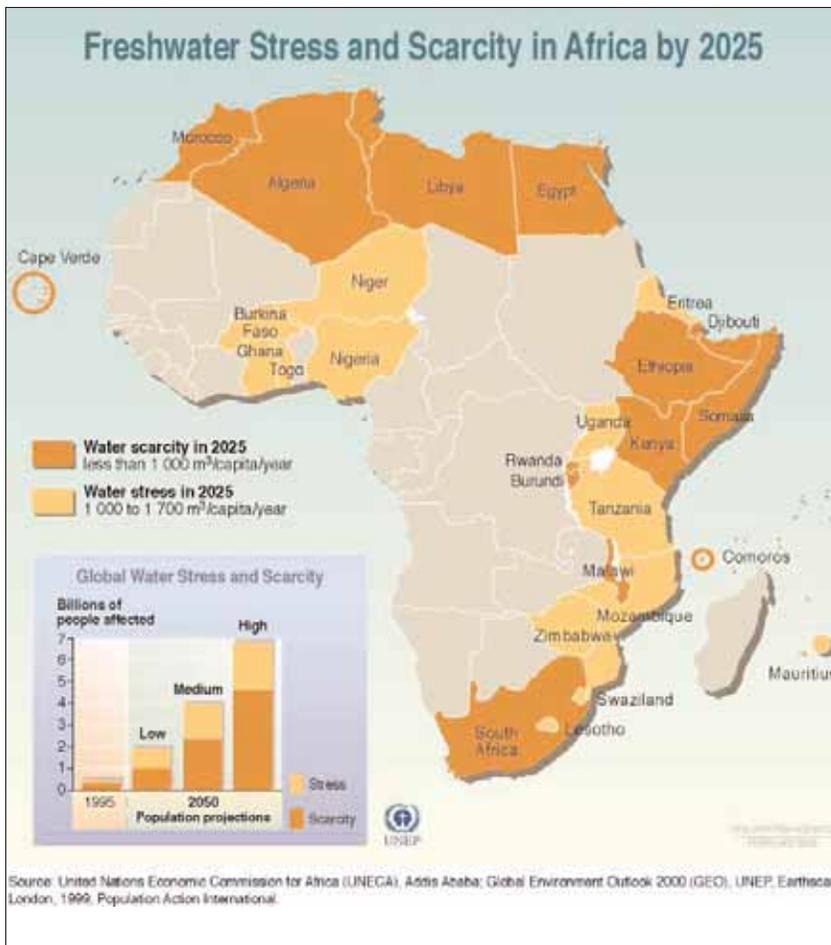 Freshwater Stress and Scarcity in Africa by 2025
Morocco
Algeria
Libya
Egypt
Cape Verde
Niger
Burkina
Faso
Ghana
Togo
Nigeria
Eritrea
Djibouti
Ethiopia
Somalia
Uganda
Kenya
Rwanda
Burundi
Tanzania
Malawi
Comoros
Mozambique
Zimbabwe
Mauritius
Swaziland
South
Africa
Lesotho
Water scarcity in 2025
less than 1 000 m³/capita/year
Water stress in 2025
1 000 to 1 700 m³/capita/year
Global Water Stress and Scarcity
Billions of
people affected
7
6
5
4
3
2
1
0
Low
Medium
High
1995
2050
Population projections
Stress
Scarcity
UNEP
Source: United Nations Economic Commission for Africa (UNECA), Addis Ababa; Global Environment Outlook 2000 (GEO), UNEP, Earthsca
London, 1999, Population Action International.